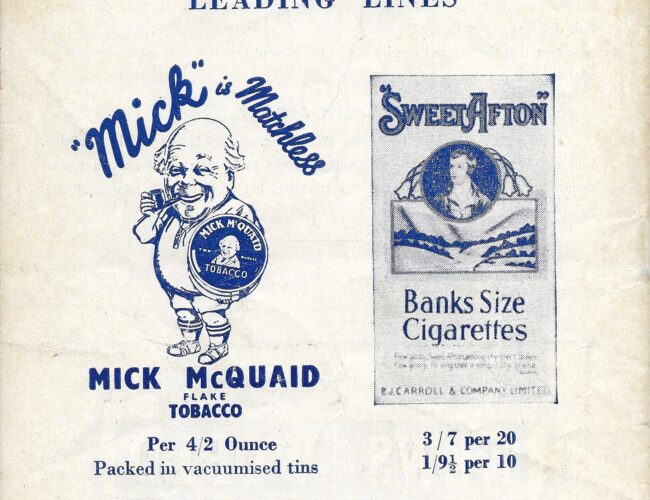 LEADING LINES
"Mick" is Matchless
MICK McQUAID
TOBACCO
MICK McQUAID
FLAKE
TOBACCO
Per 4/2 Ounce
Packed in vacuumised tins
"SWEET AFTON"
Banks Size
Cigarettes
P.J. CARROLL & COMPANY LIMITED
3/7 per 20
1/9½ per 10